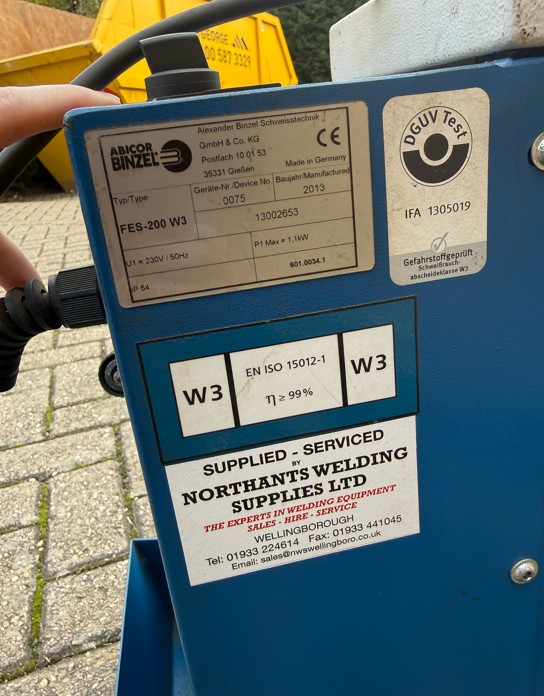 GEORGE
00 587 3329
ABICOR
BINZEL
Alexander Binzel Schweisstechnik
GmbH & Co. KG
Postfach 10 01 53
35331 Gießen
CE
Made in Germany
Typ/Type
FES-200 W3
Geräte-Nr./Device No.
0075
Baujahr/Manufactured
2013
13002653
U1 = 230V / 50Hz
P1 Max = 1.1kW
IP 54
601.0034.1
DGUV Test
IFA 1305019
Gefahrstoffgeprüft
Schweißrauch-
abscheideklasse W3
W3
EN ISO 15012-1
η ≥ 99%
W3
SUPPLIED - SERVICED
BY
NORTHANTS WELDING
SUPPLIES LTD
THE EXPERTS IN WELDING EQUIPMENT
SALES - HIRE - SERVICE
WELLINGBOROUGH
Tel: 01933 224614 Fax: 01933 441045
Email: sales@nwswellingboro.co.uk